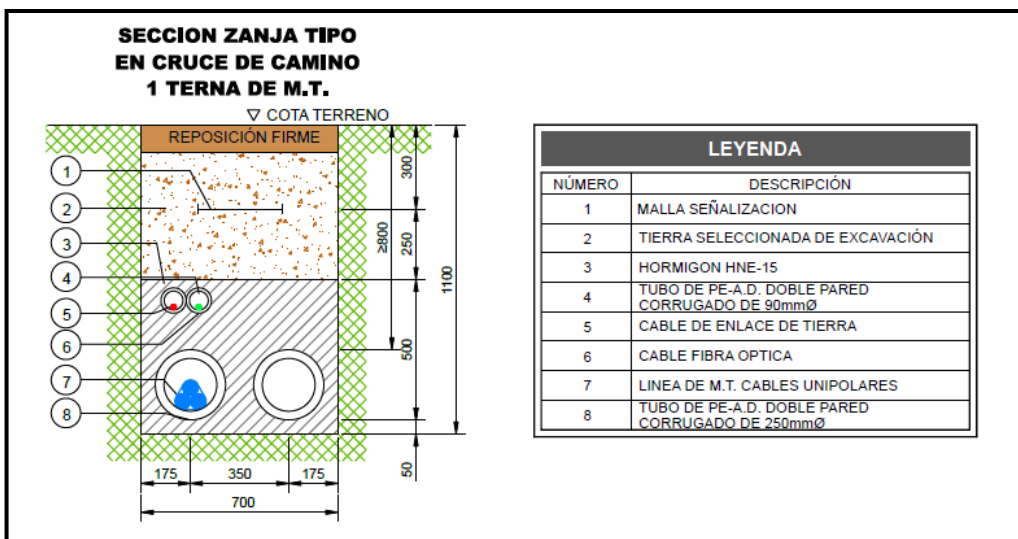 SECCION ZANJA TIPO
EN CRUCE DE CAMINO
1 TERNA DE M.T.
COTA TERRENO
REPOSICIÓN FIRME
1
2
3
4
5
6
7
8
300
250
≥800
500
1100
50
175
350
175
700
LEYENDA
NÚMERO DESCRIPCIÓN
1 MALLA SEÑALIZACION
2 TIERRA SELECCIONADA DE EXCAVACIÓN
3 HORMIGON HNE-15
4 TUBO DE PE-A.D. DOBLE PARED
CORRUGADO DE 90mmØ
5 CABLE DE ENLACE DE TIERRA
6 CABLE FIBRA OPTICA
7 LINEA DE M.T. CABLES UNIPOLARES
8 TUBO DE PE-A.D. DOBLE PARED
CORRUGADO DE 250mmØ